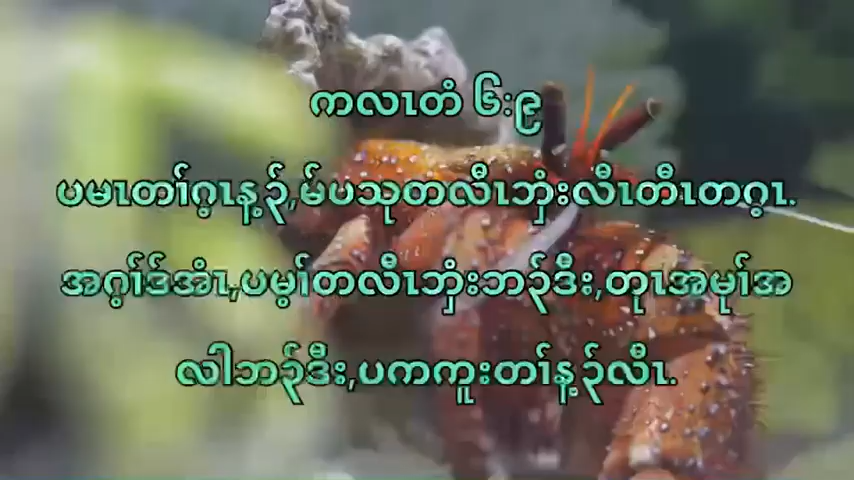 ကလၤတံ ၆:၉
ပမၤတၢ်ဂ့ၤန့ၣ်,မ်ပသုတလီၤဘှံးလီၤတီၤတဂ့ၤ.
အဂ့ၢ်ဒ်အံၤ,ပမ့ၢ်တလီၤဘှံးဘၣ်ဒီး,တုၤအမုၢ်အ
လါဘၣ်ဒီး,ပကကူးတၢ်န့ၣ်လီၤ.